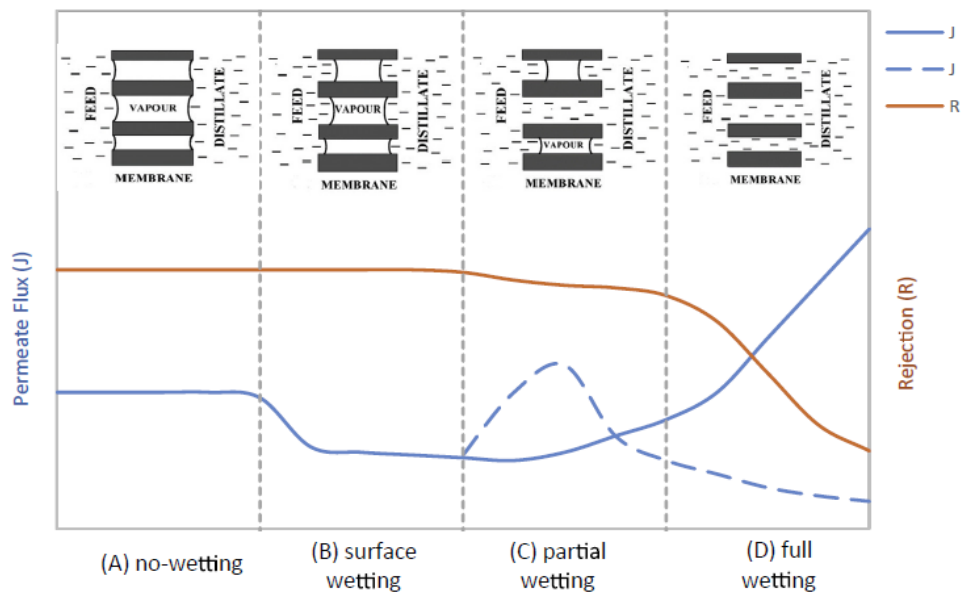 J
J
R
FEED
VAPOUR
DISTILLATE
MEMBRANE
FEED
VAPOUR
DISTILLATE
MEMBRANE
FEED
VAPOUR
DISTILLATE
MEMBRANE
FEED
DISTILLATE
MEMBRANE
Permeate Flux (J)
Rejection (R)
(A) no-wetting
(B) surface
wetting
(C) partial
wetting
(D) full
wetting